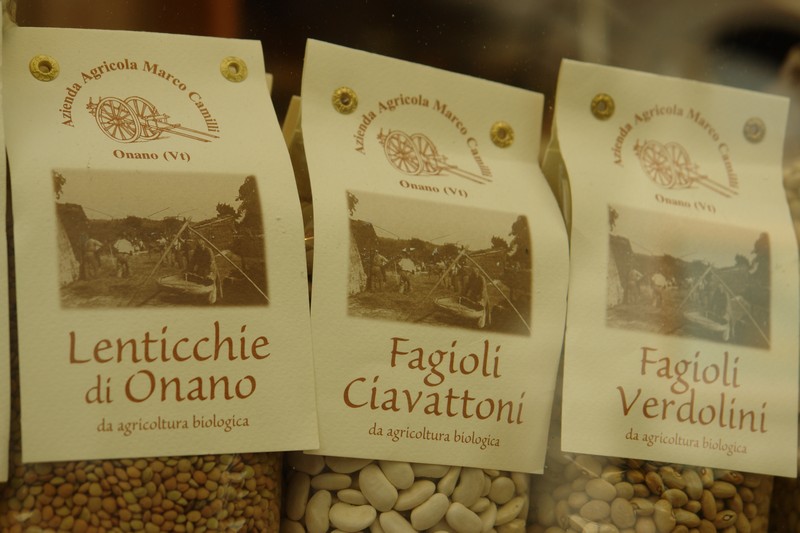 Azienda Agricola Marco Camilli
Onano (Vt)
Lenticchie
di Onano
da agricoltura biologica
Azienda Agricola Marco Camilli
Onano (Vt)
Fagioli
Ciavattoni
da agricoltura biologica
Azienda Agricola Marco Camilli
Onano (Vt)
Fagioli
Verdolini
da agricoltura biologica